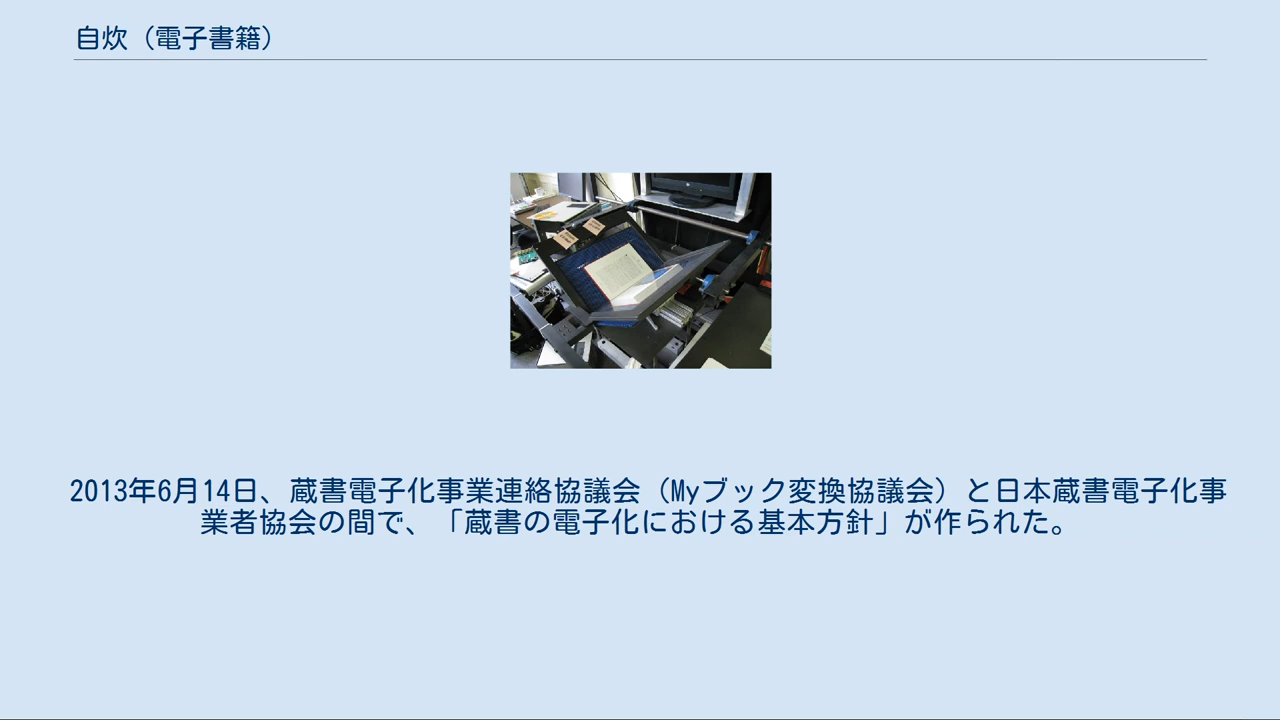 自炊（電子書籍）
2013年6月14日、蔵書電子化事業連絡協議会（Myブック変換協議会）と日本蔵書電子化事
業者協会の間で、「蔵書の電子化における基本方針」が作られた。